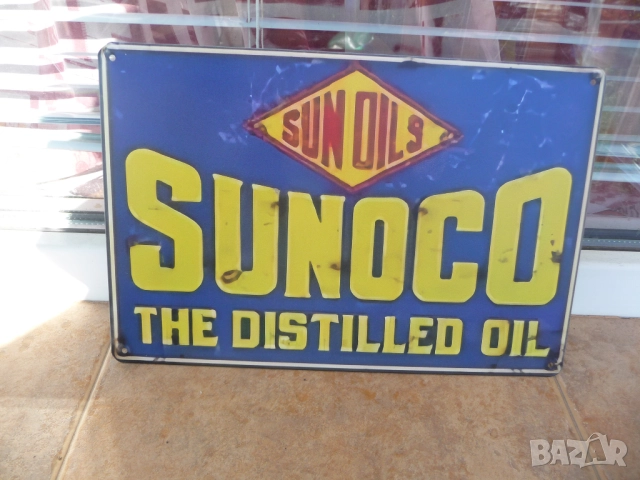 SUN OILS
SUNOCO
THE DISTILLED OIL
BAZAR